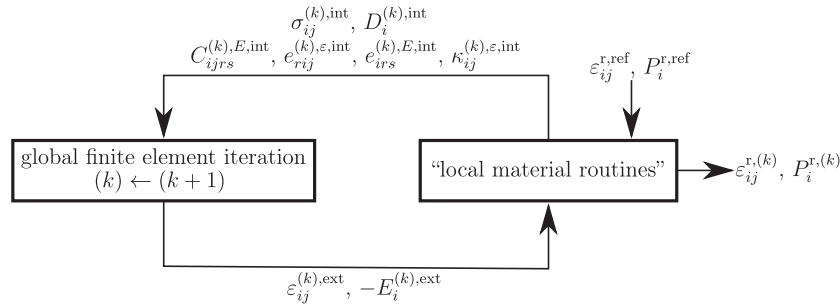 σ_{ij}^{(k),int}, D_i^{(k),int}
C_{ijrs}^{(k),E,int}, e_{rij}^{(k),ε,int}, e_{irs}^{(k),E,int}, κ_{ij}^{(k),ε,int}
ε_{ij}^{r,ref}, P_i^{r,ref}
global finite element iteration
(k) ← (k + 1)
“local material routines”
ε_{ij}^{r,(k)}, P_i^{r,(k)}
ε_{ij}^{(k),ext}, −E_i^{(k),ext}